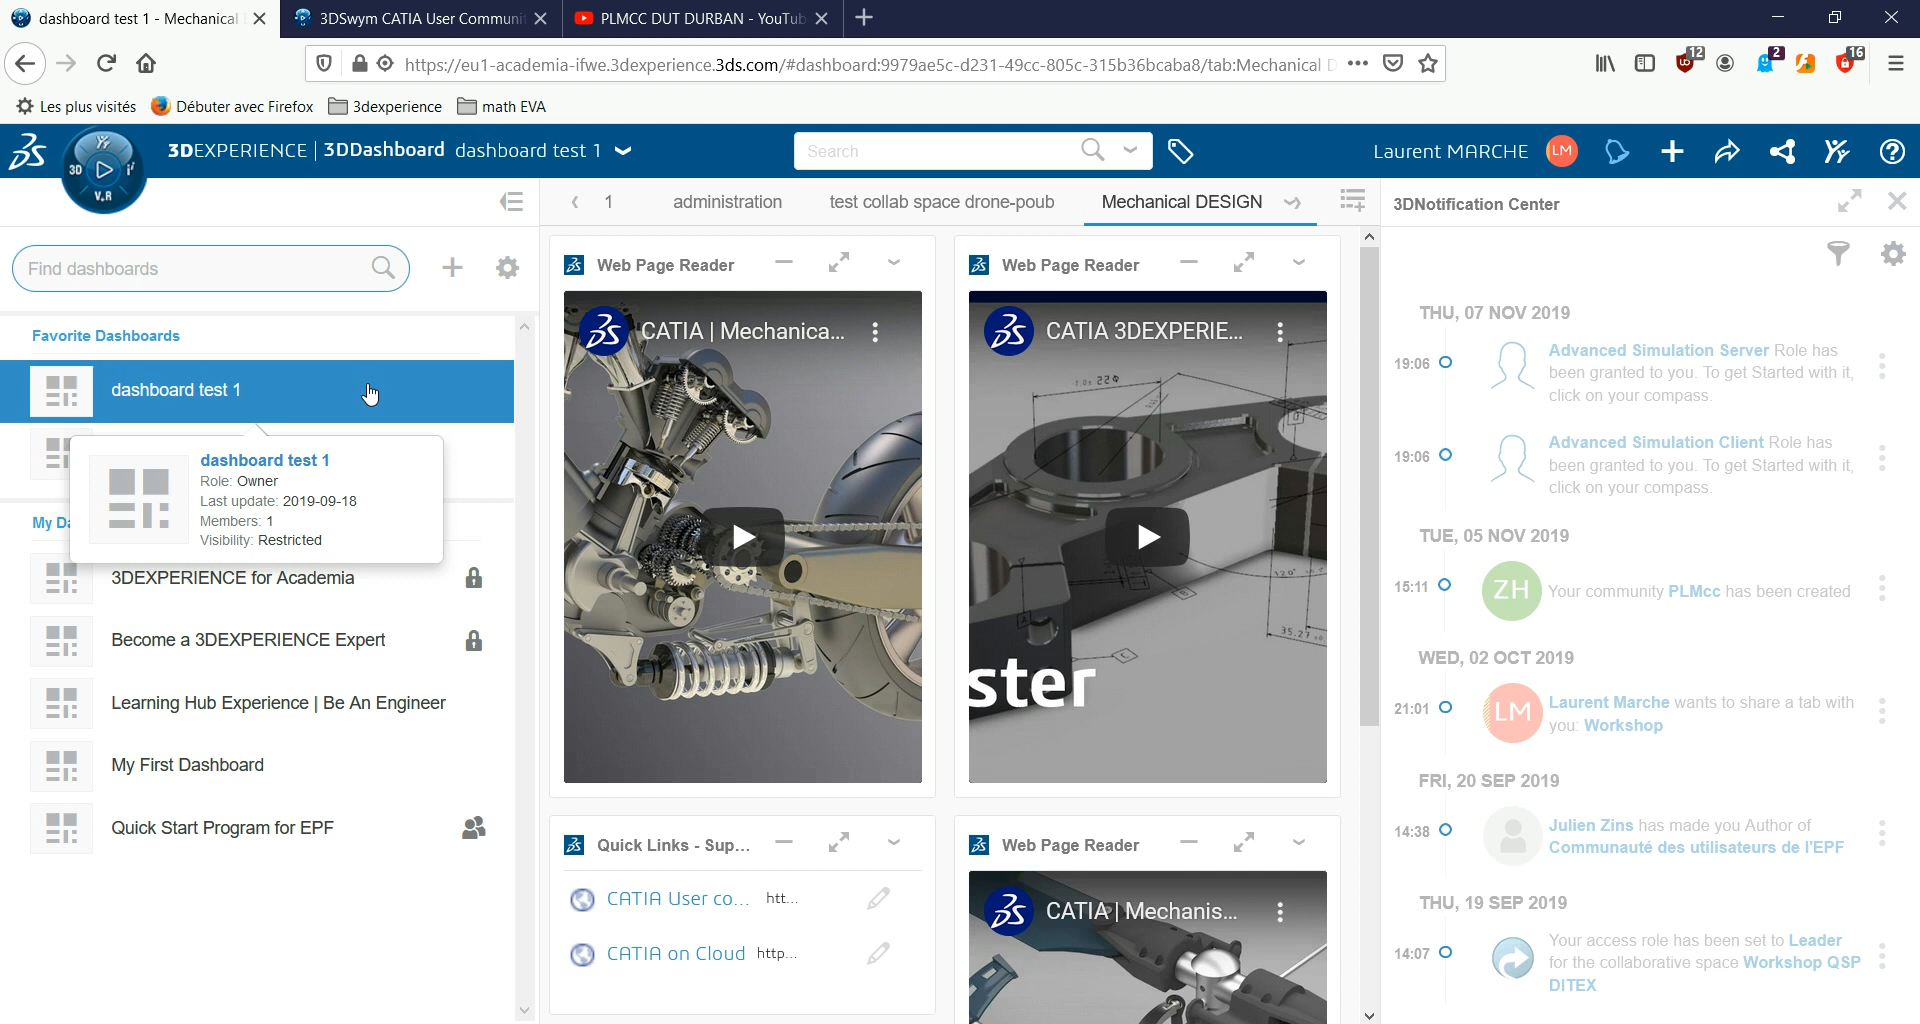 dashboard test 1 - Mechanical
3DSwym CATIA User Communi
PLMCC DUT DURBAN - YouTub
https://eu1-academia-ifwe.3dexperience.3ds.com/#dashboard:9979ae5c-d231-49cc-805c-315b36bcaba8/tab:Mechanical D
12
2
16
Les plus visités
Débuter avec Firefox
3dexperience
math EVA
3DEXPERIENCE | 3DDashboard dashboard test 1
Search
Laurent MARCHE
LM
3D
V.R
1
administration
test collab space drone-poub
Mechanical DESIGN
3DNotification Center
Find dashboards
Favorite Dashboards
dashboard test 1
dashboard test 1
Role: Owner
Last update: 2019-09-18
Members: 1
Visibility: Restricted
My Da
3DEXPERIENCE for Academia
Become a 3DEXPERIENCE Expert
Learning Hub Experience | Be An Engineer
My First Dashboard
Quick Start Program for EPF
Web Page Reader
CATIA | Mechanica...
Web Page Reader
CATIA 3DEXPERIE...
120°
35.27
A
C
ster
Quick Links - Sup...
CATIA User co... htt...
CATIA on Cloud http...
Web Page Reader
CATIA | Mechanis...
THU, 07 NOV 2019
19:06
Advanced Simulation Server Role has
been granted to you. To get Started with it,
click on your compass.
19:06
Advanced Simulation Client Role has
been granted to you. To get Started with it,
click on your compass.
TUE, 05 NOV 2019
15:11
ZH
Your community PLMcc has been created
WED, 02 OCT 2019
21:01
LM
Laurent Marche wants to share a tab with
you: Workshop
FRI, 20 SEP 2019
14:38
Julien Zins has made you Author of
Communauté des utilisateurs de l'EPF
THU, 19 SEP 2019
14:07
Your access role has been set to Leader
for the collaborative space Workshop QSP
DITEX